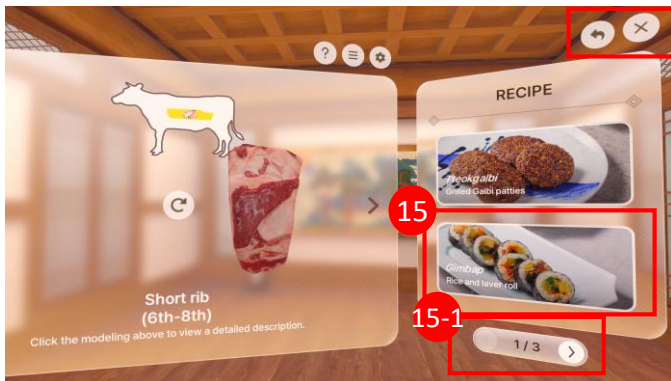 ?
RECIPE
Tteokgalbi
Grilled Galbi patties
15
Gimbap
Rice and laver roll
Short rib
(6th-8th)
Click the modeling above to view a detailed description.
15-1
1 / 3